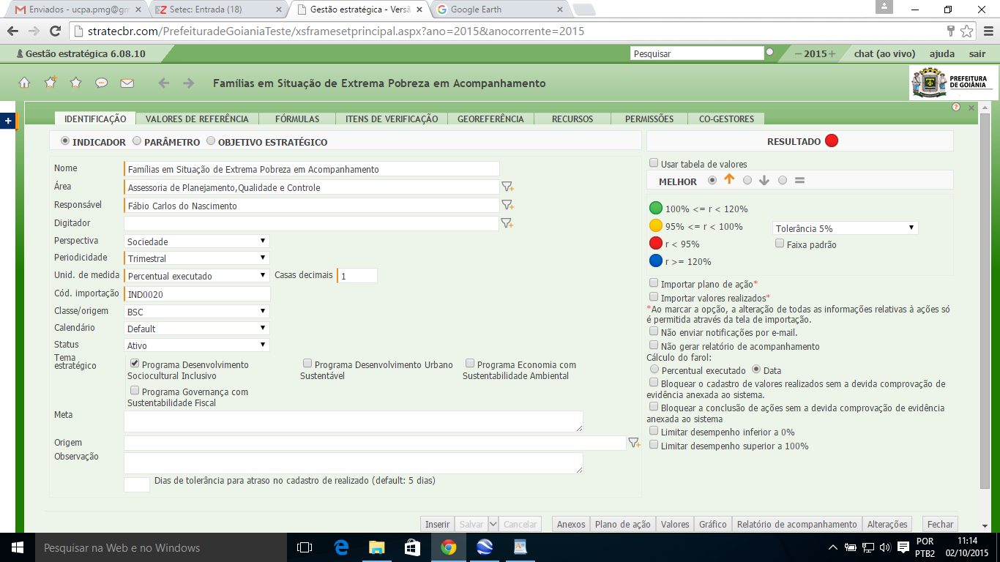 Enviados - ucpa.pmg@gm
Setec: Entrada (18)
Gestão estratégica - Versã
Google Earth
stratecbr.com/PrefeituradeGoianiaTeste/xsframesetprincipal.aspx?ano=2015&anocorrente=2015
Gestão estratégica 6.08.10
Pesquisar
2015
chat (ao vivo)
ajuda
sair
Famílias em Situação de Extrema Pobreza em Acompanhamento
PREFEITURA
DE GOIÂNIA
IDENTIFICAÇÃO
VALORES DE REFERÊNCIA
FÓRMULAS
ITENS DE VERIFICAÇÃO
GEOREFERÊNCIA
RECURSOS
PERMISSÕES
CO-GESTORES
INDICADOR PARÂMETRO OBJETIVO ESTRATÉGICO
Nome Famílias em Situação de Extrema Pobreza em Acompanhamento
Área Assessoria de Planejamento,Qualidade e Controle
Responsável Fábio Carlos do Nascimento
Digitador
Perspectiva Sociedade
Periodicidade Trimestral
Unid. de medida Percentual executado Casas decimais 1
Cód. importação IND0020
Classe/origem BSC
Calendário Default
Status Ativo
Tema
estratégico
Programa Desenvolvimento
Sociocultural Inclusivo
Programa Desenvolvimento Urbano
Sustentável
Programa Economia com
Sustentabilidade Ambiental
Programa Governança com
Sustentabilidade Fiscal
Meta
Origem
Observação
Dias de tolerância para atraso no cadastro de realizado (default: 5 dias)
RESULTADO
Usar tabela de valores
MELHOR
100% <= r < 120%
95% <= r < 100%
r < 95%
r >= 120%
Tolerância 5%
Faixa padrão
Importar plano de ação*
Importar valores realizados*
*Ao marcar a opção, a alteração de todas as informações relativas à ações só
é permitida através da tela de importação.
Não enviar notificações por e-mail.
Não gerar relatório de acompanhamento
Cálculo do farol:
Percentual executado Data
Bloquear o cadastro de valores realizados sem a devida comprovação de
evidência anexada ao sistema.
Bloquear a conclusão de ações sem a devida comprovação de evidência
anexada ao sistema
Limitar desempenho inferior a 0%
Limitar desempenho superior a 100%
Inserir
Salvar
Cancelar
Anexos
Plano de ação
Valores
Gráfico
Relatório de acompanhamento
Alterações
Fechar
Pesquisar na Web e no Windows
POR
PTB2
11:14
02/10/2015